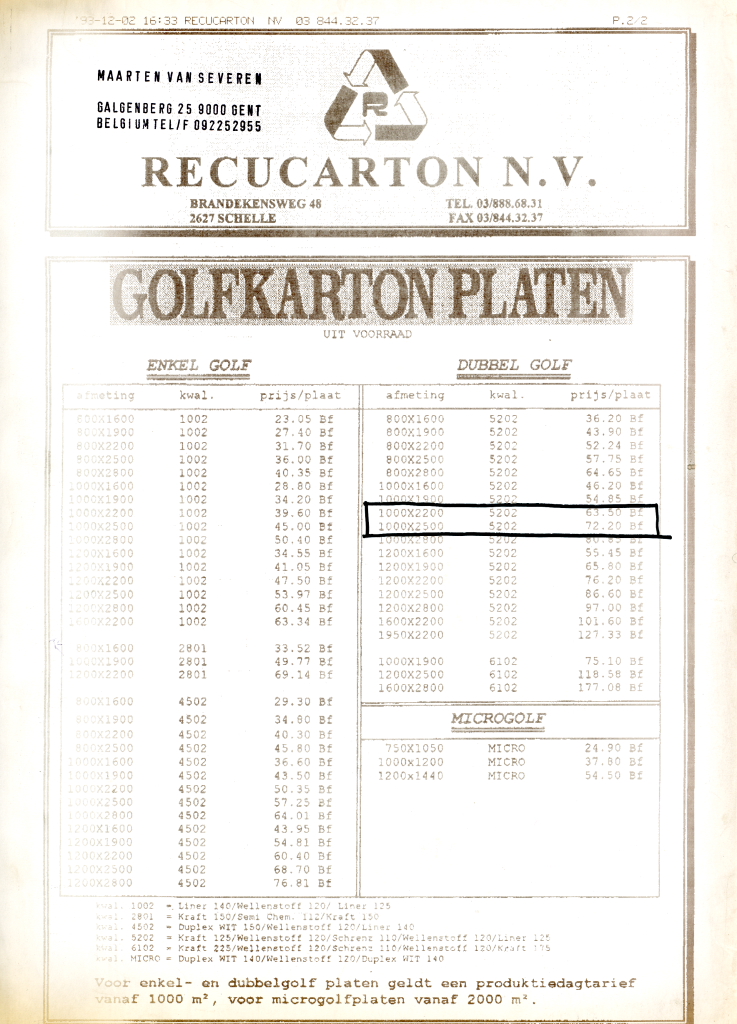 '93-12-02 16:33 RECUCARTON NV 03 844.32.37 P.2/2
MAARTEN VAN SEVEREN
GALGENBERG 25 9000 GENT
BELGIUM TEL/F 092252955
R
RECUCARTON N.V.
BRANDEKENSWEG 48 TEL. 03/888.68.31
2627 SCHELLE FAX 03/844.32.37
GOLFKARTON PLATEN
UIT VOORRAAD
ENKEL GOLF
afmeting kwal. prijs/plaat
800X1600 1002 23.05 Bf
800X1900 1002 27.40 Bf
800X2200 1002 31.70 Bf
800X2500 1002 36.00 Bf
800X2800 1002 40.35 Bf
1000X1600 1002 28.80 Bf
1000X1900 1002 34.20 Bf
1000X2200 1002 39.60 Bf
1000X2500 1002 45.00 Bf
1000X2800 1002 50.40 Bf
1200X1600 1002 34.55 Bf
1200X1900 1002 41.05 Bf
1200X2200 1002 47.50 Bf
1200X2500 1002 53.97 Bf
1200X2800 1002 60.45 Bf
1600X2200 1002 63.34 Bf
800X1600 2801 33.52 Bf
1000X1900 2801 49.77 Bf
1200X2200 2801 69.14 Bf
800X1600 4502 29.30 Bf
800X1900 4502 34.80 Bf
800X2200 4502 40.30 Bf
800X2500 4502 45.80 Bf
1000X1600 4502 36.60 Bf
1000X1900 4502 43.50 Bf
1000X2200 4502 50.35 Bf
1000X2500 4502 57.25 Bf
1000X2800 4502 64.01 Bf
1200X1600 4502 43.95 Bf
1200X1900 4502 54.81 Bf
1200X2200 4502 60.40 Bf
1200X2500 4502 68.70 Bf
1200X2800 4502 76.81 Bf
DUBBEL GOLF
afmeting kwal. prijs/plaat
800X1600 5202 36.20 Bf
800X1900 5202 43.90 Bf
800X2200 5202 52.24 Bf
800X2500 5202 57.75 Bf
800X2800 5202 64.65 Bf
1000X1600 5202 46.20 Bf
1000X1900 5202 54.85 Bf
1000X2200 5202 63.50 Bf
1000X2500 5202 72.20 Bf
1000X2800 5202 80.85 Bf
1200X1600 5202 55.45 Bf
1200X1900 5202 65.80 Bf
1200X2200 5202 76.20 Bf
1200X2500 5202 86.60 Bf
1200X2800 5202 97.00 Bf
1600X2200 5202 101.60 Bf
1950X2200 5202 127.33 Bf
1000X1900 6102 75.10 Bf
1200X2500 6102 118.58 Bf
1600X2800 6102 177.08 Bf
MICROGOLF
750X1050 MICRO 24.90 Bf
1000x1200 MICRO 37.80 Bf
1200x1440 MICRO 54.50 Bf
kwal. 1002 = Liner 140/Wellenstoff 120/ Liner 125
kwal. 2801 = Kraft 150/Semi Chem. 112/Kraft 150
kwal. 4502 = Duplex WIT 150/Wellenstoff 120/Liner 140
kwal. 5202 = Kraft 125/Wellenstoff 120/Schrenz 110/Wellenstoff 120/Liner 125
kwal. 6102 = Kraft 225/Wellenstoff 120/Schrenz 110/Wellenstoff 120/Kraft 175
kwal. MICRO = Duplex WIT 140/Wellenstoff 120/Duplex WIT 140
Voor enkel- en dubbelgolf platen geldt een produktiedagtarief
vanaf 1000 m², voor microgolfplaten vanaf 2000 m².